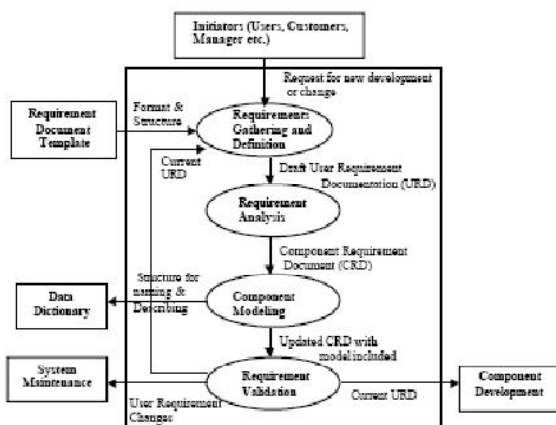 Initiators (Users, Customers,
Manager etc.)
Request for new development
or change
Requirement
Document
Template
Format &
Structure
Requirements
Gathering and
Definition
Current
URD
Draft User Requirement
Documentation (URD)
Requirement
Analysis
Component Requirement
Document (CRD)
Structure for
naming &
Describing
Data
Dictionary
Component
Modeling
Updated CRD with
model included
System
Maintenance
Requirement
Validation
User Requirement
Changes
Current URD
Component
Development